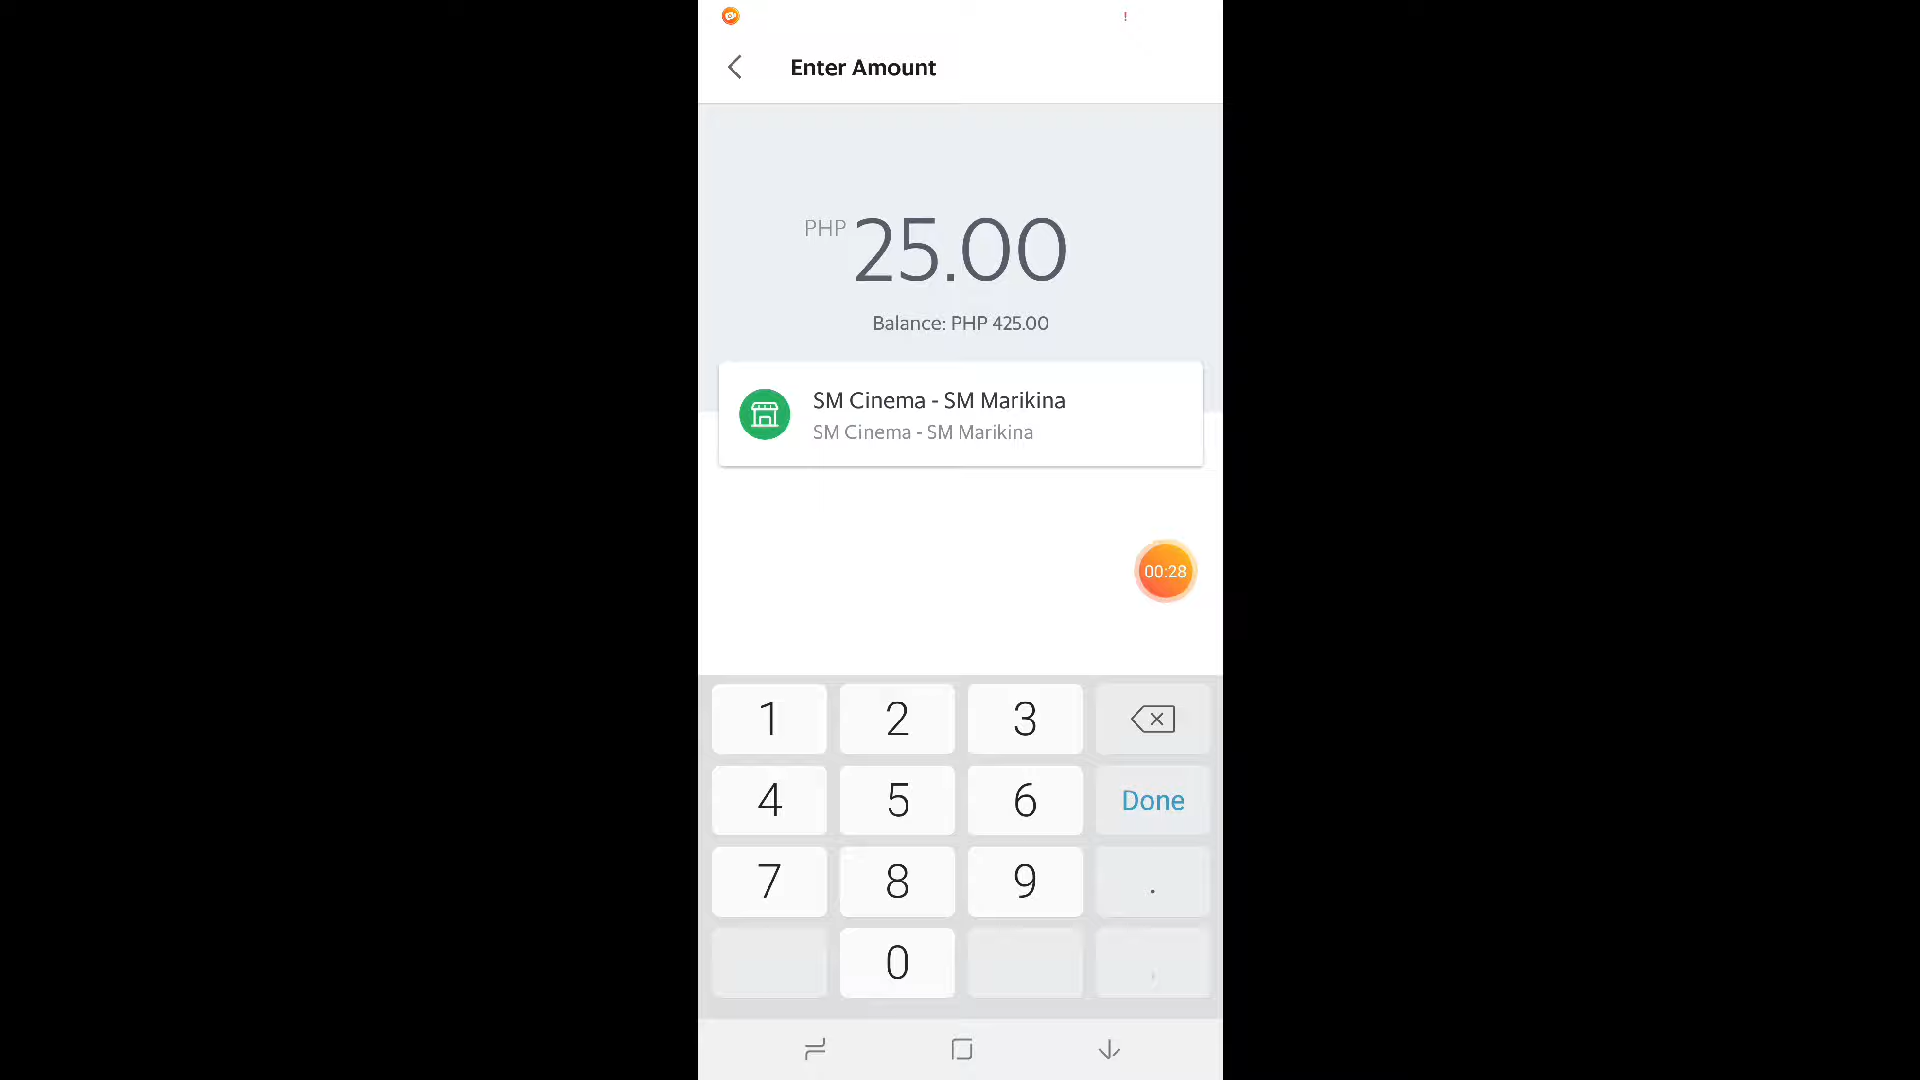 !
Enter Amount
PHP 25.00
Balance: PHP 425.00
SM Cinema - SM Marikina
SM Cinema - SM Marikina
00:28
1 2 3
4 5 6 Done
7 8 9 .
0 ,